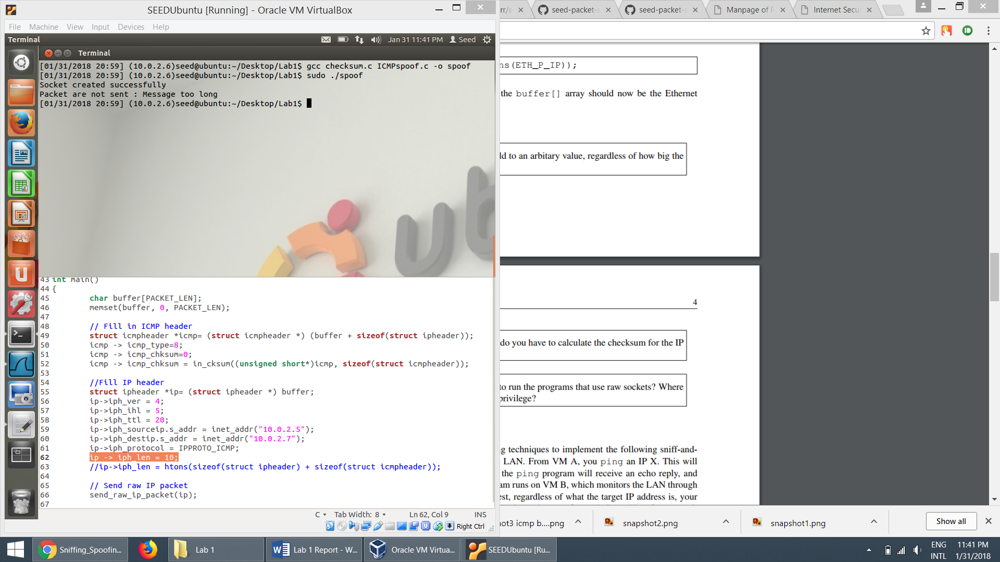 SEEDUbuntu [Running] - Oracle VM VirtualBox
File Machine View Input Devices Help
Terminal
Jan 31 11:41 PM Seed
Terminal
[01/31/2018 20:59] (10.0.2.6)seed@ubuntu:~/Desktop/Lab1$ gcc checksum.c ICMPspoof.c -o spoof
[01/31/2018 20:59] (10.0.2.6)seed@ubuntu:~/Desktop/Lab1$ sudo ./spoof
Socket created successfully
Packet are not sent : Message too long
[01/31/2018 20:59] (10.0.2.6)seed@ubuntu:~/Desktop/Lab1$
43 int main()
44 {
45 char buffer[PACKET_LEN];
46 memset(buffer, 0, PACKET_LEN);
47
48 // Fill in ICMP header
49 struct icmpheader *icmp= (struct icmpheader *) (buffer + sizeof(struct ipheader));
50 icmp -> icmp_type=8;
51 icmp -> icmp_chksum=0;
52 icmp -> icmp_chksum = in_cksum((unsigned short*)icmp, sizeof(struct icmpheader));
53
54 //Fill IP header
55 struct ipheader *ip= (struct ipheader *) buffer;
56 ip->iph_ver = 4;
57 ip->iph_ihl = 5;
58 ip->iph_ttl = 20;
59 ip->iph_sourceip.s_addr = inet_addr("10.0.2.5");
60 ip->iph_destip.s_addr = inet_addr("10.0.2.7");
61 ip->iph_protocol = IPPROTO_ICMP;
62 ip -> iph_len = 10;
63 //ip->iph_len = htons(sizeof(struct ipheader) + sizeof(struct icmpheader));
64
65 // Send raw IP packet
66 send_raw_ip_packet(ip);
67
C Tab Width: 8 Ln 62, Col 9 INS
Right Ctrl
rr/s seed-packet-s seed-packet-s Manpage of Internet Secu
ns(ETH_P_IP));
the buffer[] array should now be the Ethernet
ld to an arbitary value, regardless of how big the
4
do you have to calculate the checksum for the IP
to run the programs that use raw sockets? Where
privilege?
g techniques to implement the following sniff-and-
LAN. From VM A, you ping an IP X. This will
the ping program will receive an echo reply, and
am runs on VM B, which monitors the LAN through
est, regardless of what the target IP address is, your
ot3 icmp b....png snapshot2.png snapshot1.png Show all
Sniffing_Spoofin... Lab 1 Lab 1 Report - W... Oracle VM Virtua... SEEDUbuntu [Ru...
ENG
INTL
11:41 PM
1/31/2018